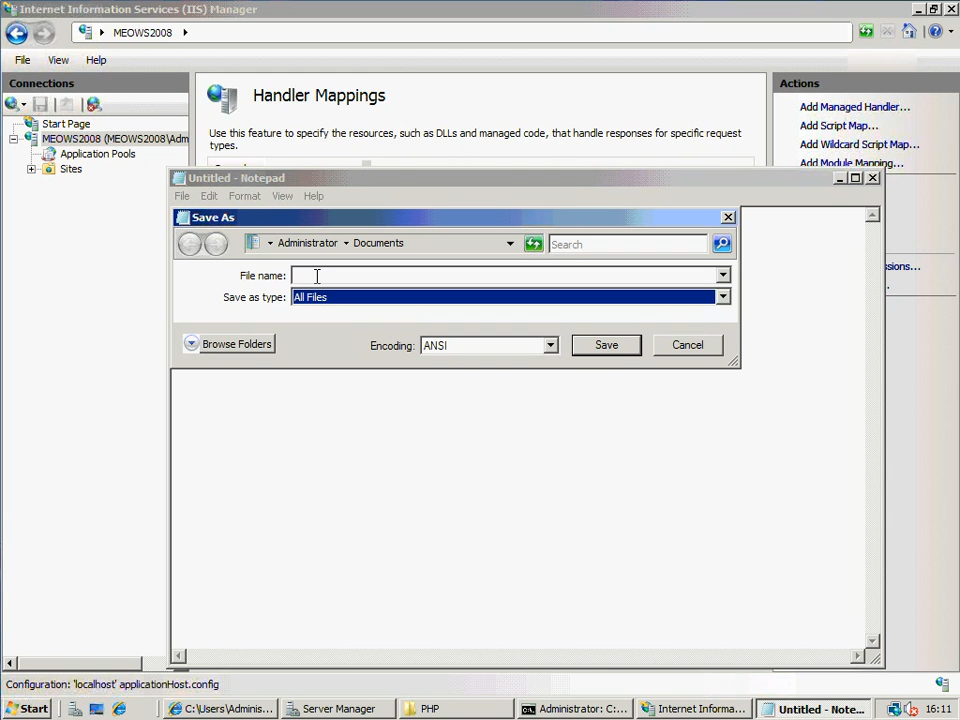 Internet Information Services (IIS) Manager
MEOWS2008
File View Help
Connections
Start Page
MEOWS2008 (MEOWS2008\Adm
Application Pools
Sites
Handler Mappings
Use this feature to specify the resources, such as DLLs and managed code, that handle responses for specific request
types.
Actions
Add Managed Handler...
Add Script Map...
Add Wildcard Script Map...
Add Module Mapping...
ssions...
Untitled - Notepad
File Edit Format View Help
Save As
Administrator Documents
Search
File name:
Save as type: All Files
Browse Folders
Encoding: ANSI
Save
Cancel
Configuration: 'localhost' applicationHost.config
Start
C:\Users\Adminis...
Server Manager
PHP
Administrator: C:...
Internet Informa...
Untitled - Note...
16:11